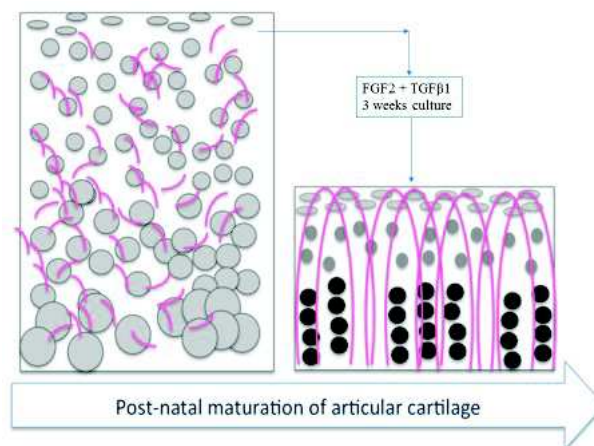 FGF2 + TGFβ1
3 weeks culture
Post-natal maturation of articular cartilage